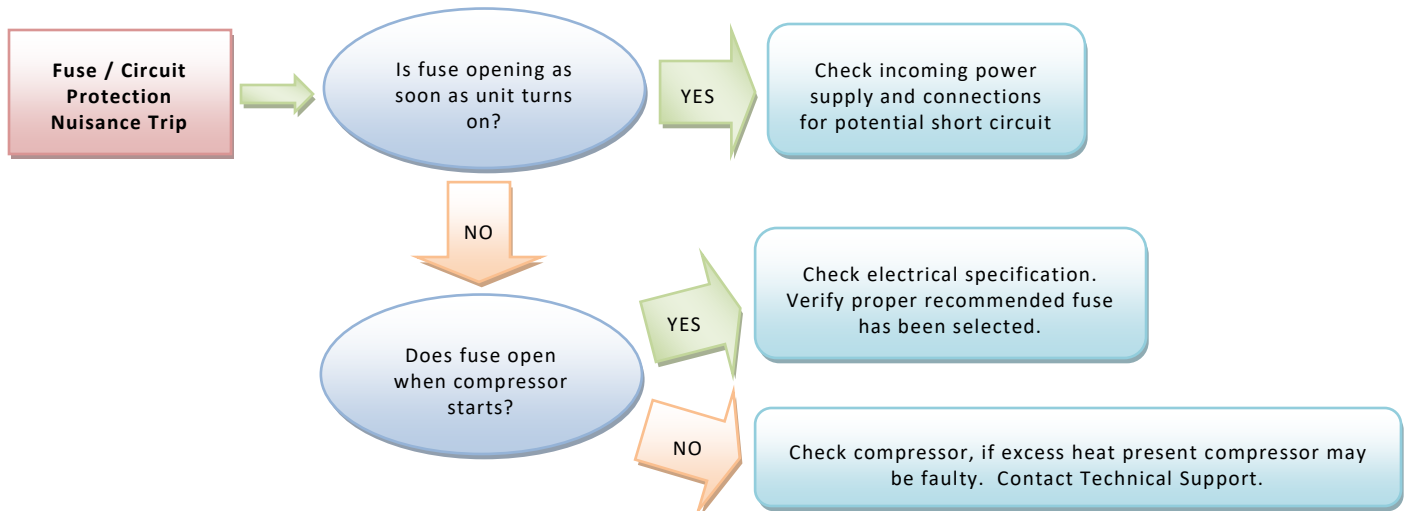 Fuse / Circuit
Protection
Nuisance Trip
Is fuse opening as
soon as unit turns
on?
YES
Check incoming power
supply and connections
for potential short circuit
NO
Does fuse open
when compressor
starts?
YES
Check electrical specification.
Verify proper recommended fuse
has been selected.
NO
Check compressor, if excess heat present compressor may
be faulty.  Contact Technical Support.